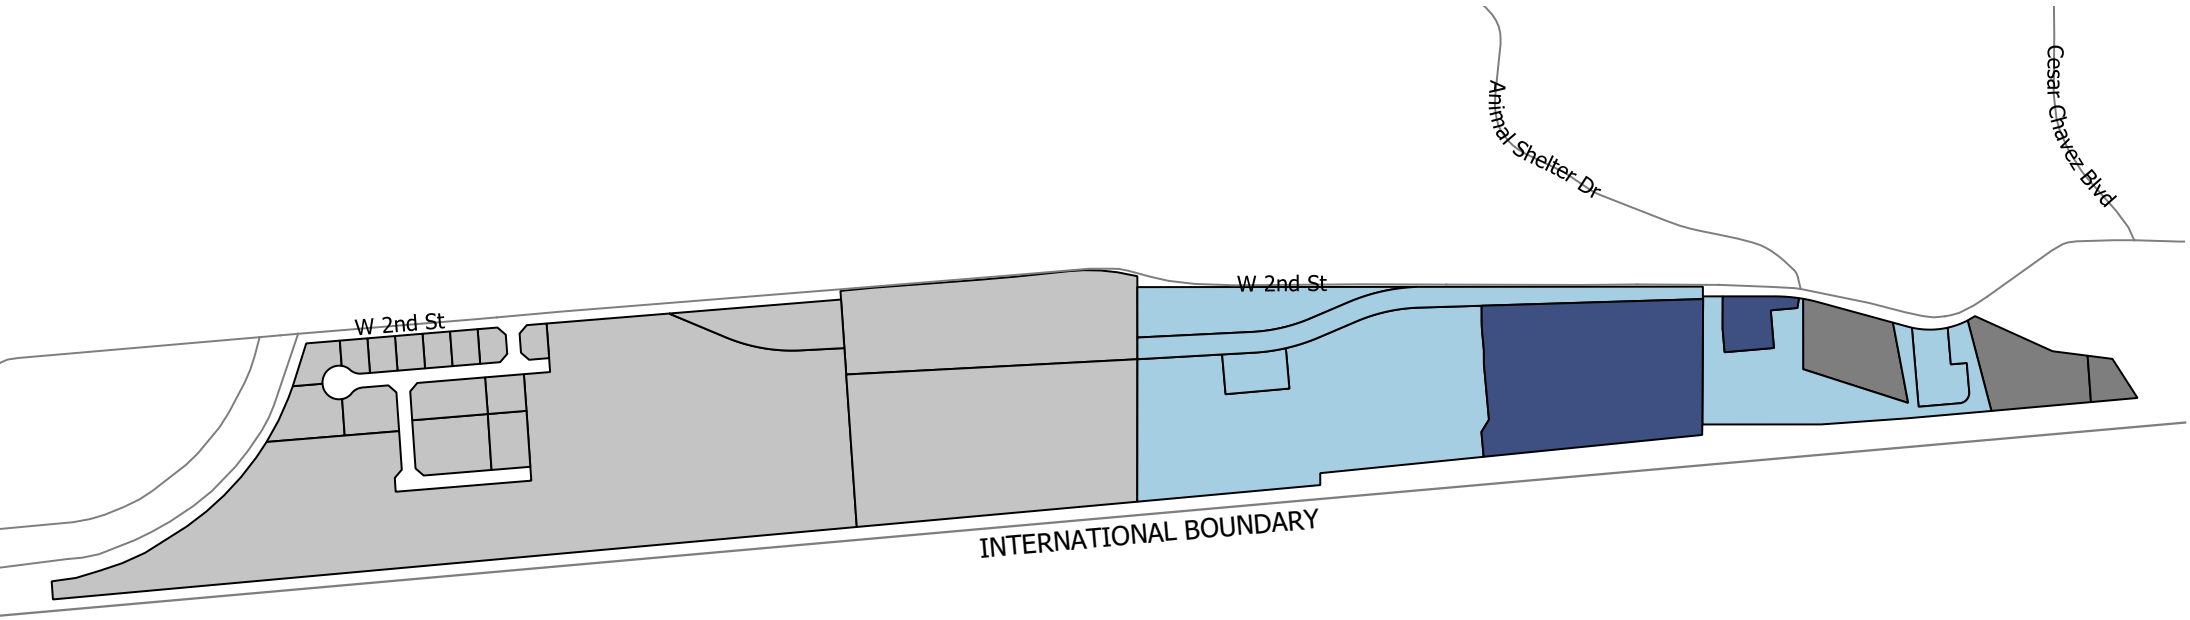 Animal Shelter Dr
Cesar Chavez Blvd
W 2nd St
W 2nd St
INTERNATIONAL BOUNDARY